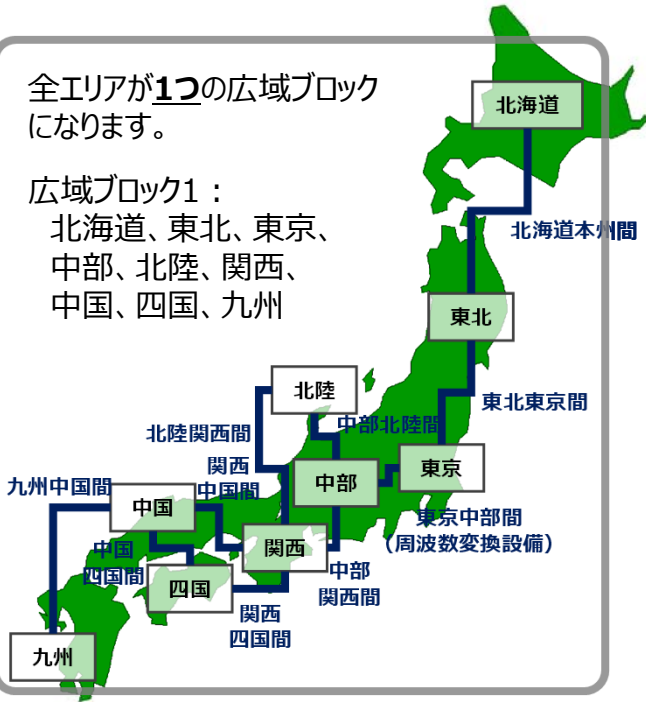 全エリアが1つの広域ブロック
になります。
広域ブロック1：
北海道、東北、東京、
中部、北陸、関西、
中国、四国、九州
北海道
北海道本州間
東北
北陸
東北東京間
中部北陸間
北陸関西間
東京
関西
中国間
中部
九州中国間
中国
東京中部間
（周波数変換設備）
関西
中国
四国間
中部
関西間
四国
関西
四国間
九州